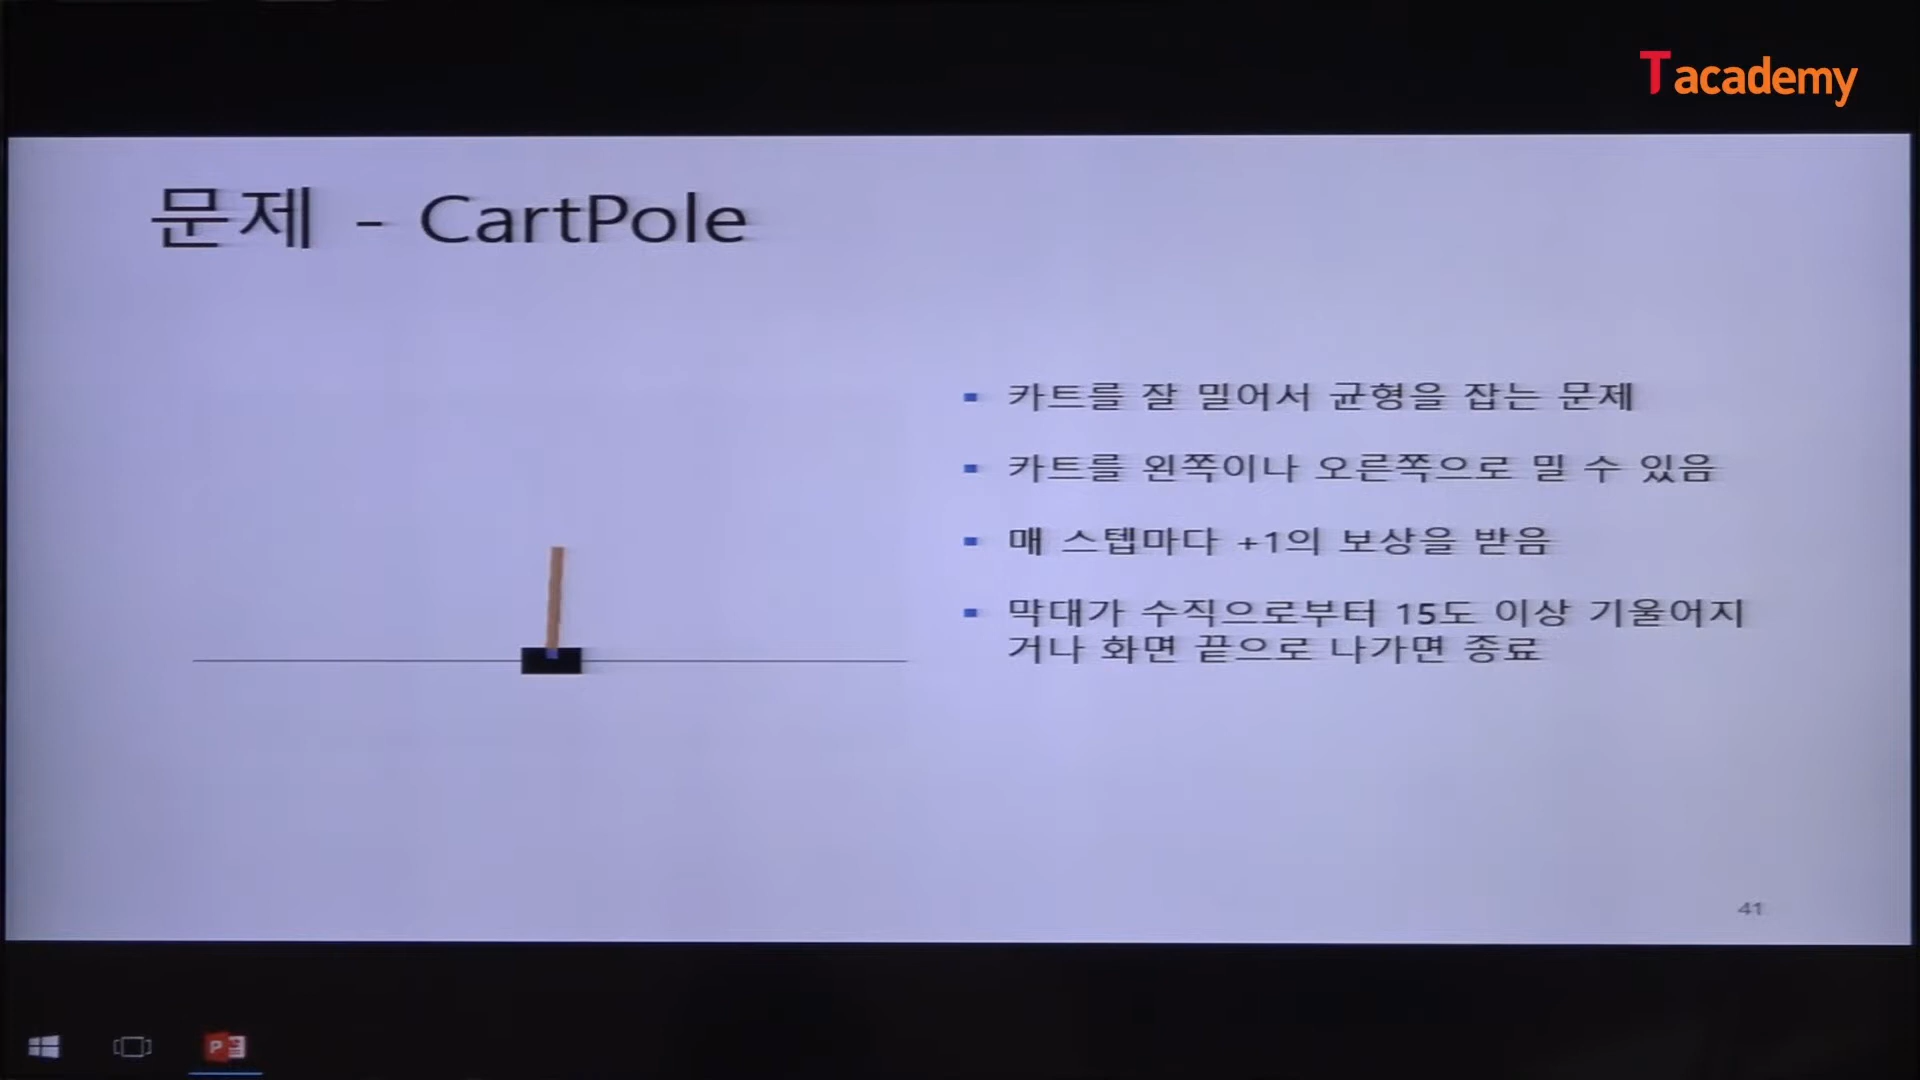 Tacademy
문제 - CartPole
카트를 잘 밀어서 균형을 잡는 문제
카트를 왼쪽이나 오른쪽으로 밀 수 있음
매 스텝마다 +1의 보상을 받음
막대가 수직으로부터 15도 이상 기울어지
거나 화면 끝으로 나가면 종료
41